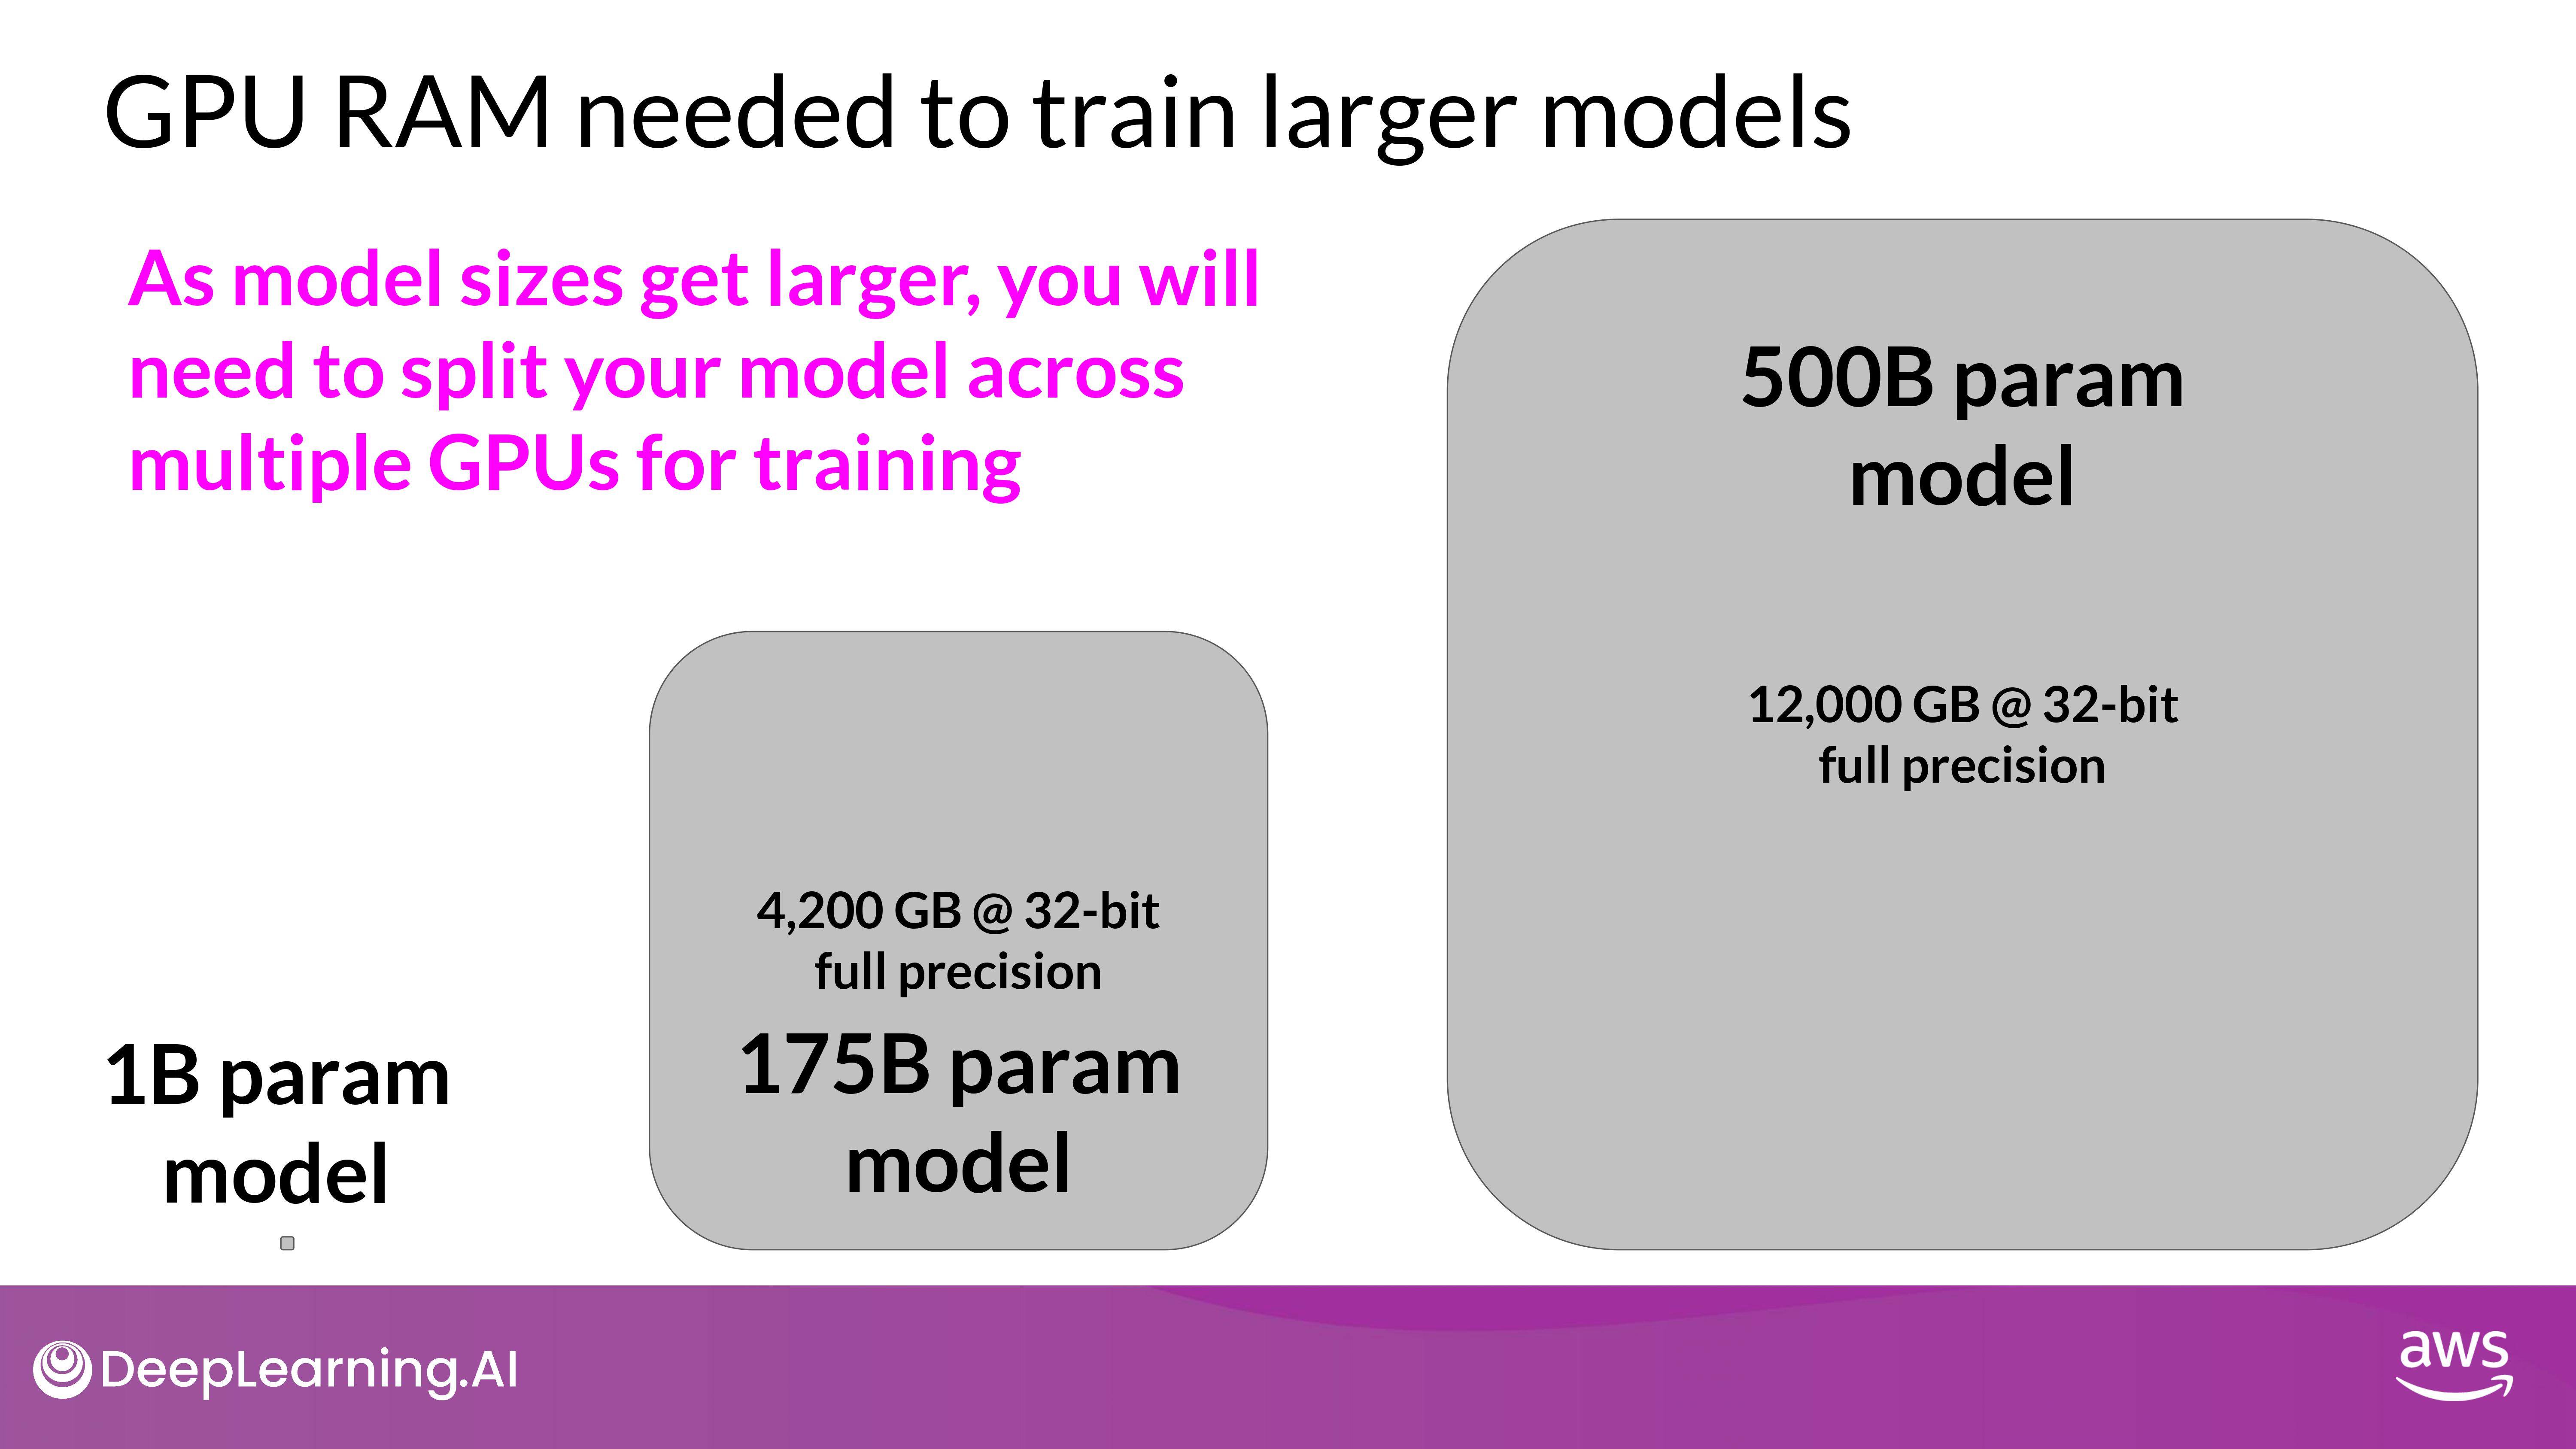 GPU RAM needed to train larger models
As model sizes get larger, you will
need to split your model across
multiple GPUs for training
500B param
model
12,000 GB @ 32-bit
full precision
4,200 GB @ 32-bit
full precision
175B param
model
1B param
model
DeepLearning.AI
aws